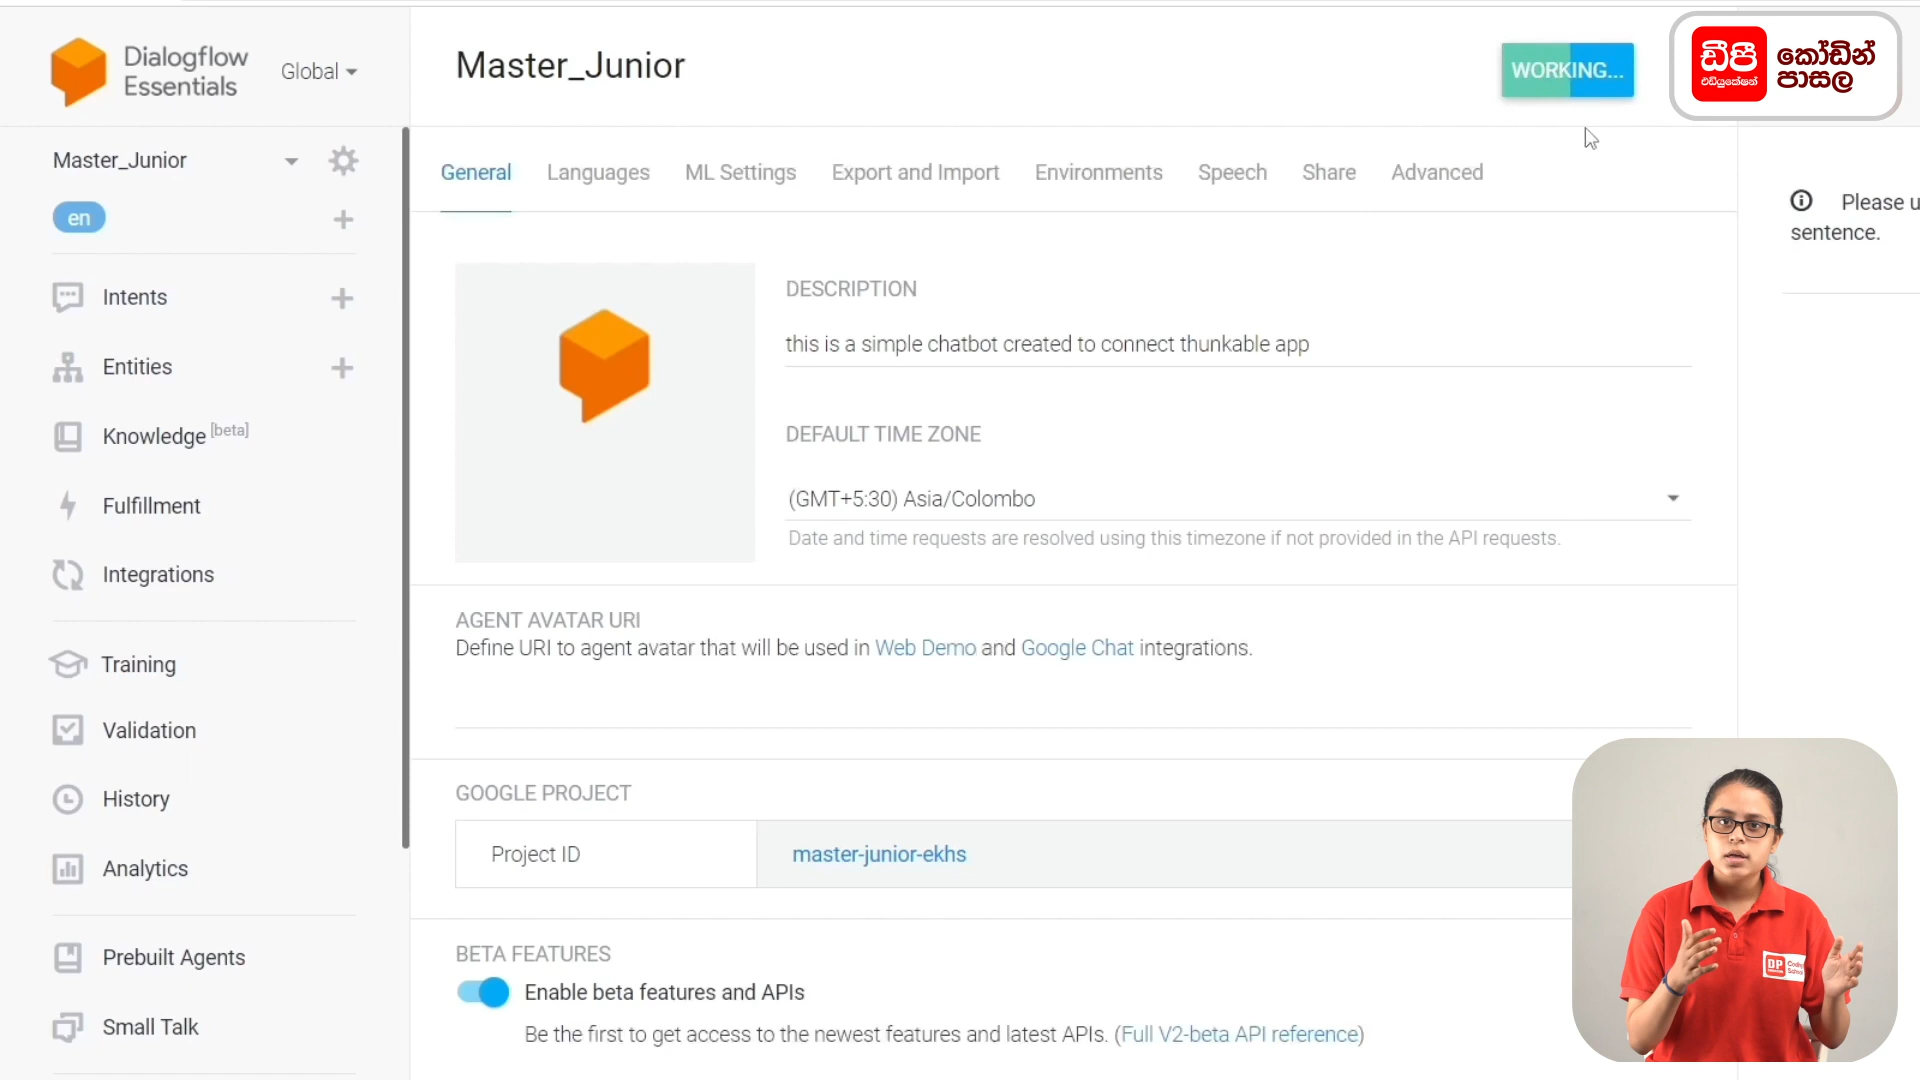 Dialogflow
Essentials
Global
Master_Junior
WORKING...
ඩීපී
එඩියුකේෂන්
කෝඩින්
පාසල
Master_Junior
en
General
Languages
ML Settings
Export and Import
Environments
Speech
Share
Advanced
Intents
Entities
Knowledge [beta]
Fulfillment
Integrations
Training
Validation
History
Analytics
Prebuilt Agents
Small Talk
DESCRIPTION
this is a simple chatbot created to connect thunkable app
DEFAULT TIME ZONE
(GMT+5:30) Asia/Colombo
Date and time requests are resolved using this timezone if not provided in the API requests.
AGENT AVATAR URI
Define URI to agent avatar that will be used in Web Demo and Google Chat integrations.
GOOGLE PROJECT
Project ID
master-junior-ekhs
BETA FEATURES
Enable beta features and APIs
Be the first to get access to the newest features and latest APIs. (Full V2-beta API reference)
Please u
sentence.
DP